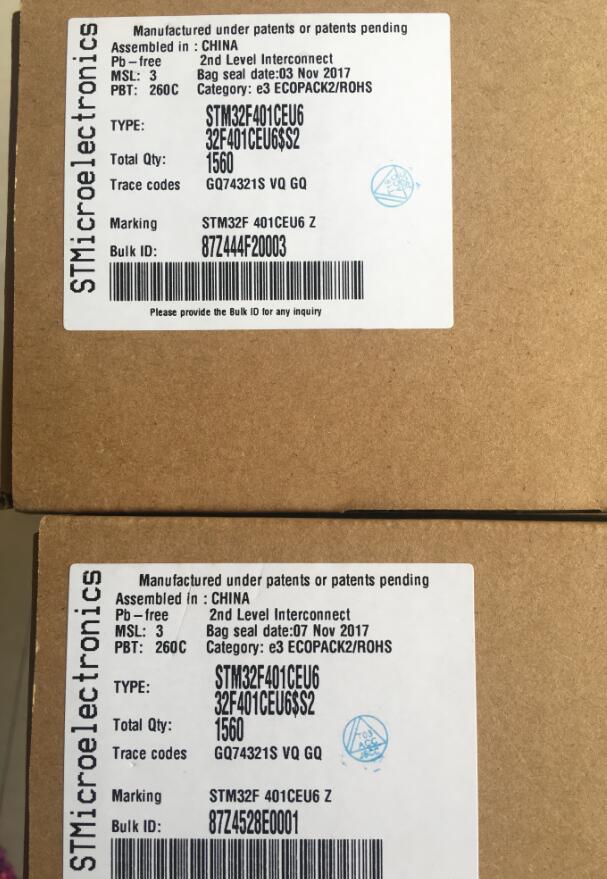 STMicroelectronics
Manufactured under patents or patents pending
Assembled in : CHINA
Pb-free 2nd Level Interconnect
MSL: 3 Bag seal date:03 Nov 2017
PBT: 260C Category: e3 ECOPACK2/ROHS
TYPE: STM32F401CEU6
32F401CEU6$S2
Total Qty: 1560
Trace codes GQ74321S VQ GQ
Marking STM32F 401CEU6 Z
Bulk ID: 87Z444F20003
Please provide the Bulk ID for any inquiry
STMicroelectronics
Manufactured under patents or patents pending
Assembled in : CHINA
Pb-free 2nd Level Interconnect
MSL: 3 Bag seal date:07 Nov 2017
PBT: 260C Category: e3 ECOPACK2/ROHS
TYPE: STM32F401CEU6
32F401CEU6$S2
Total Qty: 1560
T03
ACC
Trace codes GQ74321S VQ GQ
Marking STM32F 401CEU6 Z
Bulk ID: 87Z4528E0001